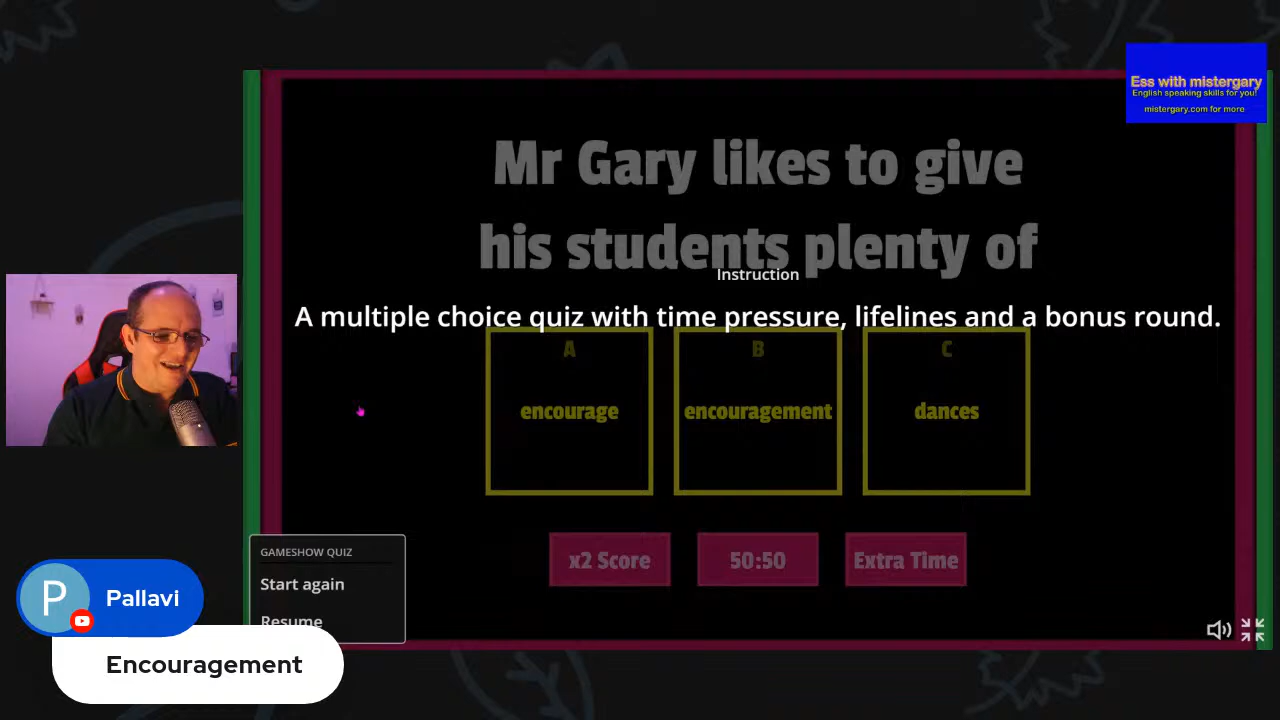 Ess with mistergary
English speaking skills for you!
mistergary.com for more
Mr Gary likes to give
his students plenty of
Instruction
A multiple choice quiz with time pressure, lifelines and a bonus round.
A
B
C
encourage
encouragement
dances
x2 Score
50:50
Extra Time
GAMESHOW QUIZ
Start again
Resume
P
Pallavi
Encouragement